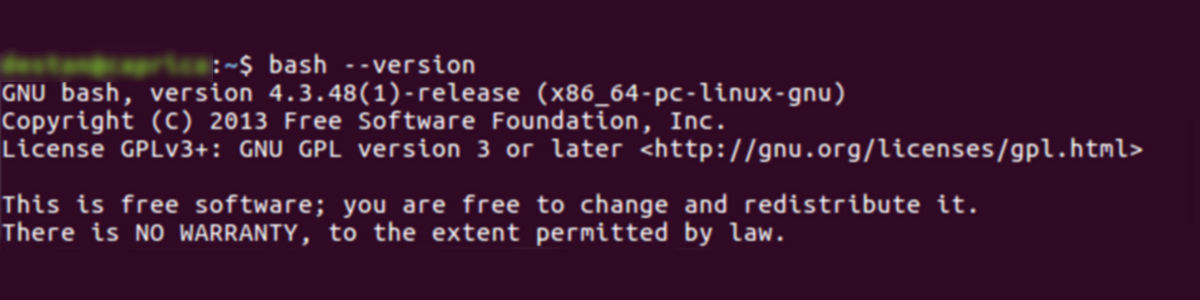 :~$ bash --version
GNU bash, version 4.3.48(1)-release (x86_64-pc-linux-gnu)
Copyright (C) 2013 Free Software Foundation, Inc.
License GPLv3+: GNU GPL version 3 or later <http://gnu.org/licenses/gpl.html>
This is free software; you are free to change and redistribute it.
There is NO WARRANTY, to the extent permitted by law.